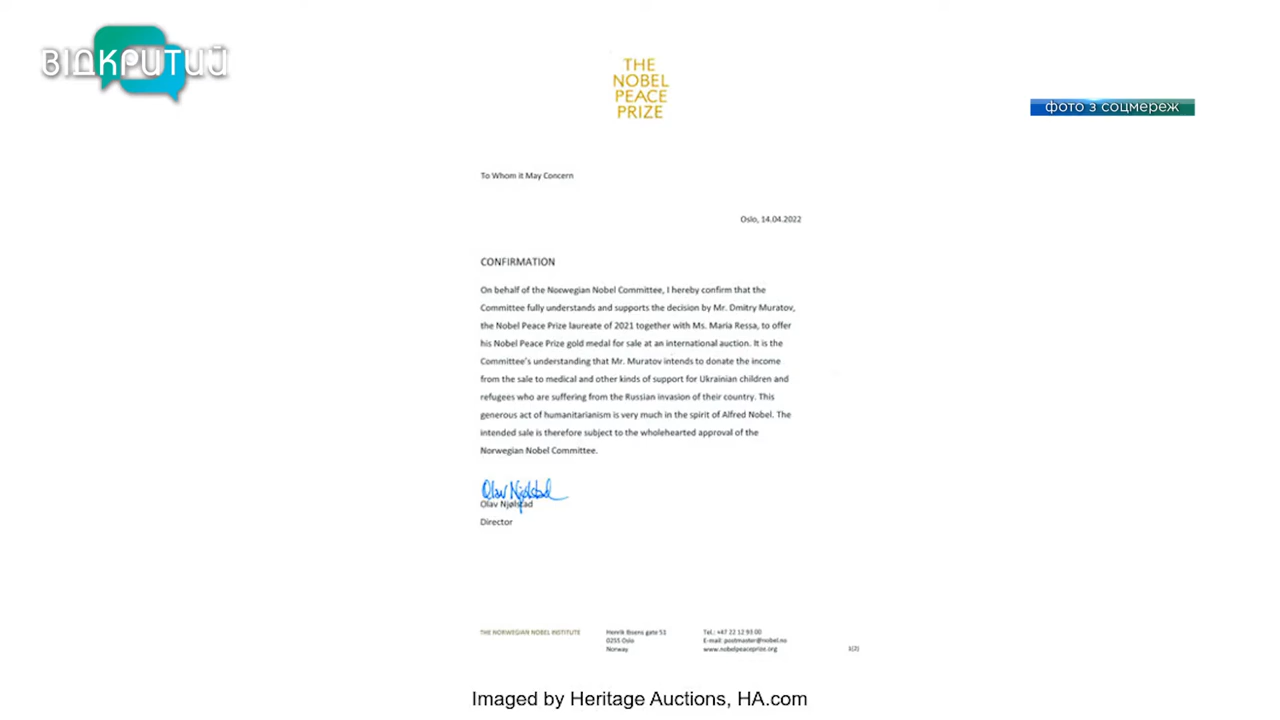 ВІДКРИТИЙ
THE
NOBEL
PEACE
PRIZE
фото з соцмереж
To Whom it May Concern
Oslo, 14.04.2022
CONFIRMATION
On behalf of the Norwegian Nobel Committee, I hereby confirm that the
Committee fully understands and supports the decision by Mr. Dmitry Muratov,
the Nobel Peace Prize laureate of 2021 together with Ms. Maria Ressa, to offer
his Nobel Peace Prize gold medal for sale at an international auction. It is the
Committee's understanding that Mr. Muratov intends to donate the income
from the sale to medical and other kinds of support for Ukrainian children and
refugees who are suffering from the Russian invasion of their country. This
generous act of humanitarianism is very much in the spirit of Alfred Nobel. The
intended sale is therefore subject to the wholehearted approval of the
Norwegian Nobel Committee.
Olav Njølstad
Olav Njølstad
Director
THE NORWEGIAN NOBEL INSTITUTE
Henrik Ibsens gate 51
0255 Oslo
Norway
Tel.: +47 22 12 93 00
E-mail: postmaster@nobel.no
www.nobelpeaceprize.org
1(2)
Imaged by Heritage Auctions, HA.com